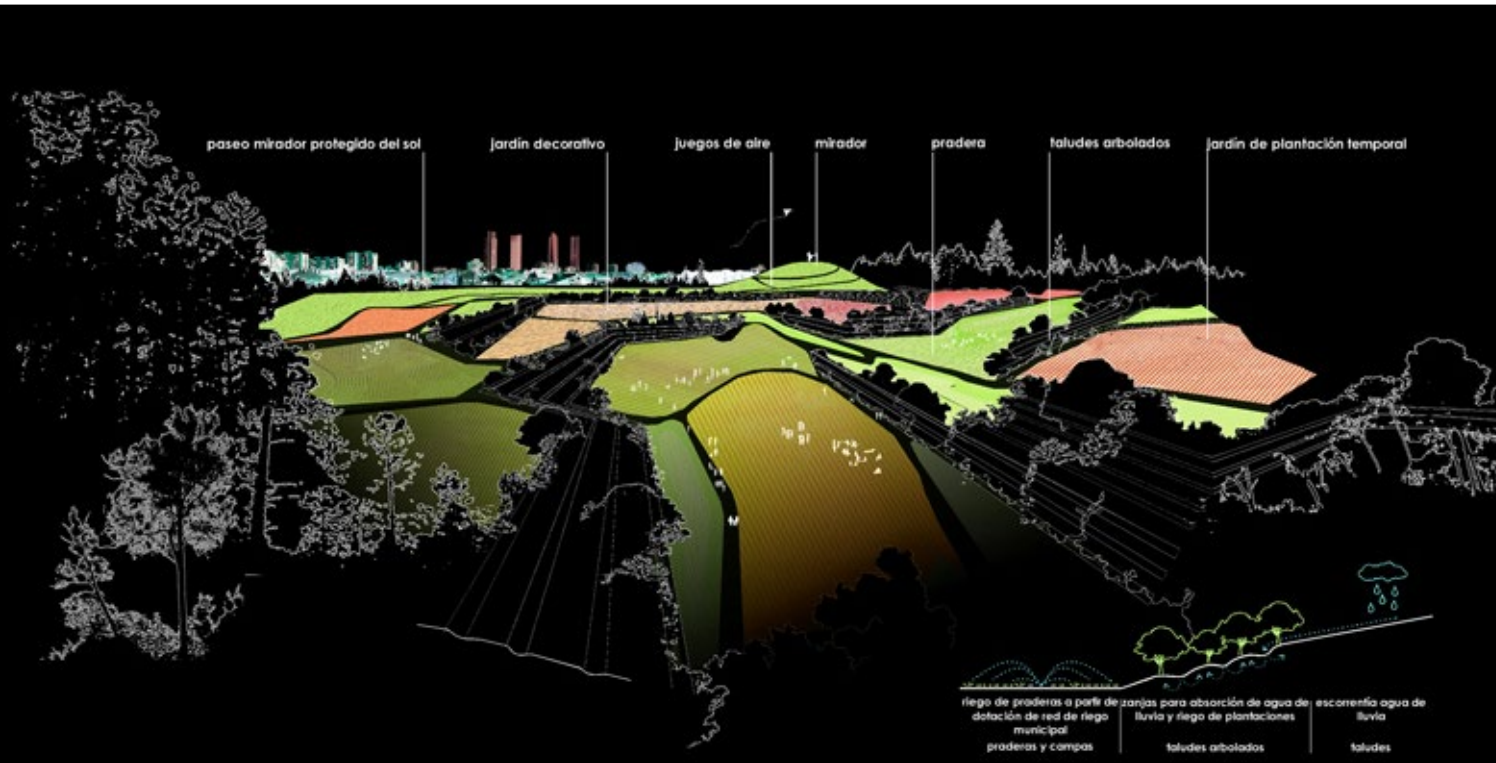 paseo mirador protegido del sol
jardín decorativo
juegos de aire
mirador
pradera
taludes arbolados
jardín de plantación temporal
riego de praderas a partir de
dotación de red de riego
municipal
praderas y campas
zanjas para absorción de agua de
lluvia y riego de plantaciones
taludes arbolados
escorrentía agua de
lluvia
taludes